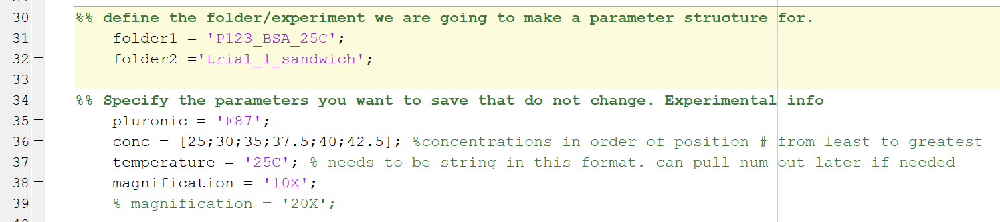 30 %% define the folder/experiment we are going to make a parameter structure for.
31 — folder1 = 'P123_BSA_25C';
32 — folder2 ='trial_1_sandwich';
33
34 %% Specify the parameters you want to save that do not change. Experimental info
35 — pluronic = 'F87';
36 — conc = [25;30;35;37.5;40;42.5]; %concentrations in order of position # from least to greatest
37 — temperature = '25C'; % needs to be string in this format. can pull num out later if needed
38 — magnification = '10X';
39 % magnification = '20X';